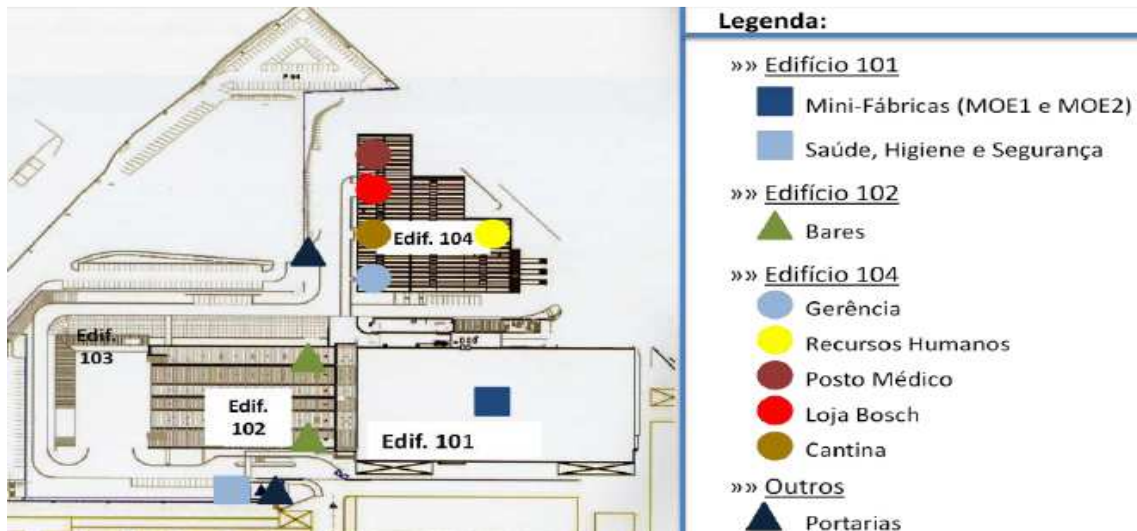 P 04
Edif. 104
Edif.
103
Edif.
102
Edif. 101
Legenda:
»» Edifício 101
Mini-Fábricas (MOE1 e MOE2)
Saúde, Higiene e Segurança
»» Edifício 102
Bares
»» Edifício 104
Gerência
Recursos Humanos
Posto Médico
Loja Bosch
Cantina
»» Outros
Portarias